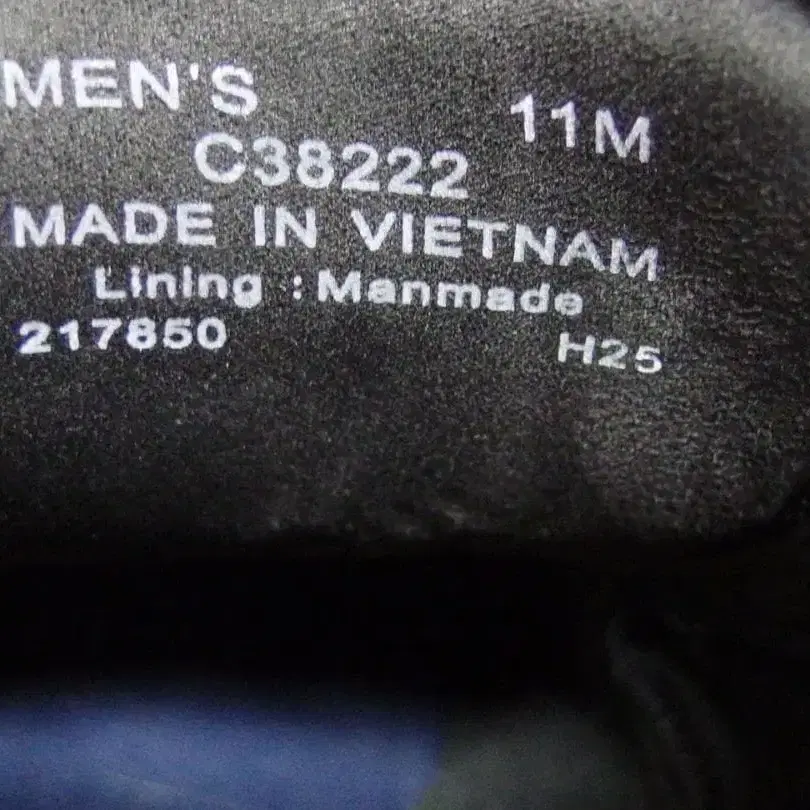 MEN'S 11M
C38222
MADE IN VIETNAM
Lining : Manmade
217850 H25